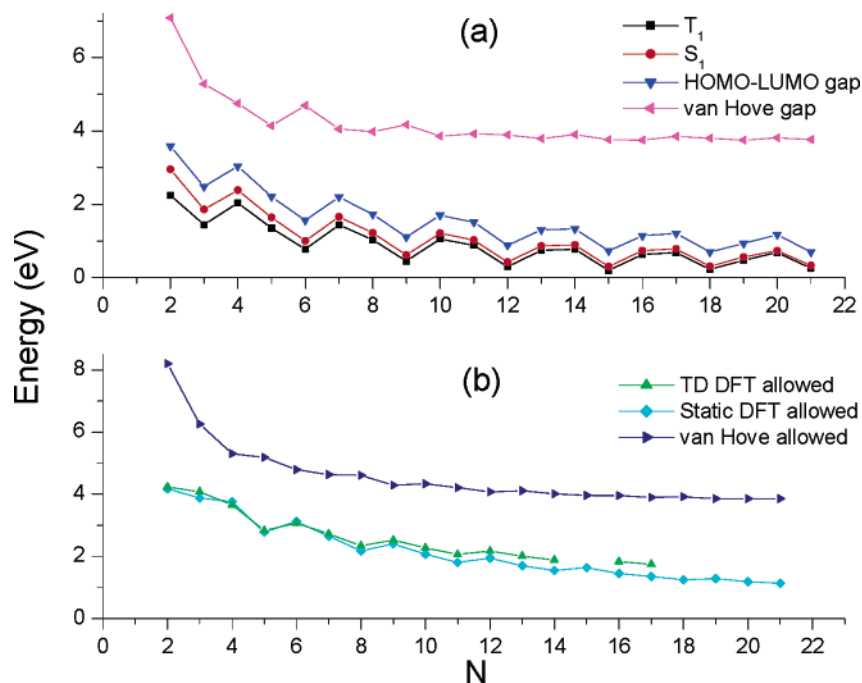 (a)
T1
S1
HOMO-LUMO gap
van Hove gap
6
4
2
0
0 2 4 6 8 10 12 14 16 18 20 22
Energy (eV)
(b)
TD DFT allowed
Static DFT allowed
van Hove allowed
8
6
4
2
0
0 2 4 6 8 10 12 14 16 18 20 22
N